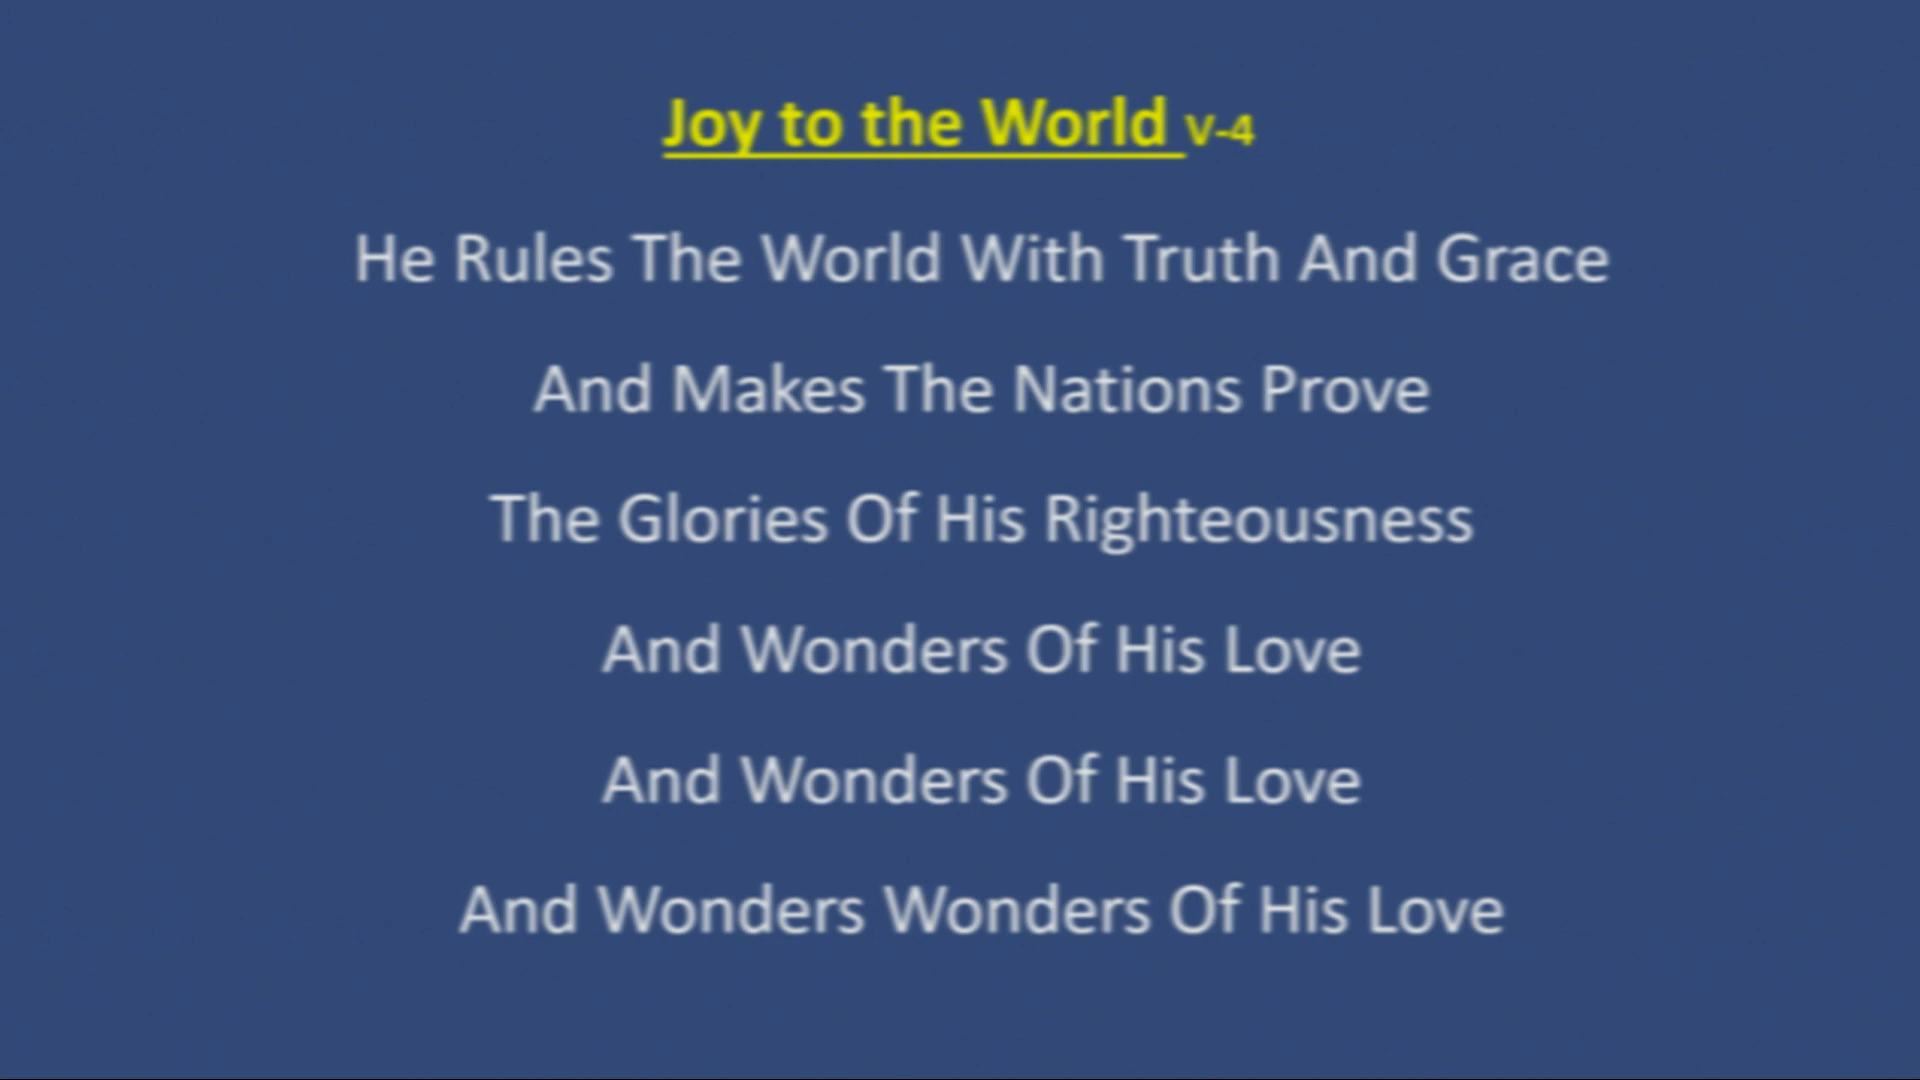 Joy to the World V-4
He Rules The World With Truth And Grace
And Makes The Nations Prove
The Glories Of His Righteousness
And Wonders Of His Love
And Wonders Of His Love
And Wonders Wonders Of His Love